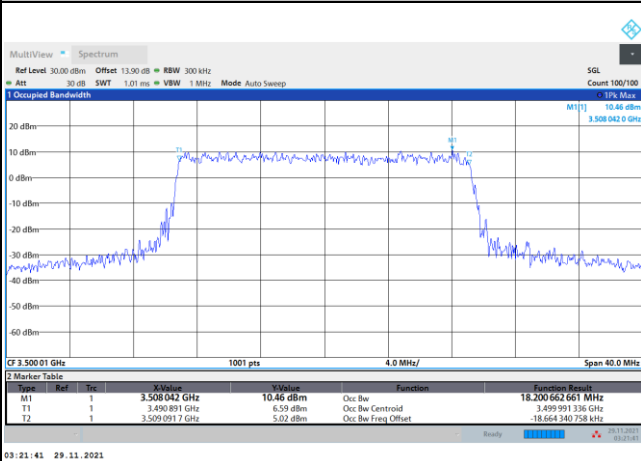 MultiView Spectrum
Ref Level 30.00 dBm Offset 13.90 dB RBW 300 kHz SGL
Att 30 dB SWT 1.01 ms VBW 1 MHz Mode Auto Sweep Count 100/100
1 Occupied Bandwidth 1Pk Max
M1[1] 10.46 dBm
3.508 042 0 GHz
20 dBm
M1
10 dBm
T1
T2
0 dBm
-10 dBm
-20 dBm
-30 dBm
-40 dBm
-50 dBm
-60 dBm
CF 3.500 01 GHz 1001 pts 4.0 MHz/ Span 40.0 MHz
2 Marker Table
Type Ref Trc X-Value Y-Value Function Function Result
M1 1 3.508 042 GHz 10.46 dBm Occ Bw 18.200 662 661 MHz
T1 1 3.490 891 GHz 6.59 dBm Occ Bw Centroid 3.499 991 336 GHz
T2 1 3.509 091 7 GHz 5.02 dBm Occ Bw Freq Offset -18.664 340 758 kHz
Ready 29.11.2021
03:21:41
03:21:41 29.11.2021